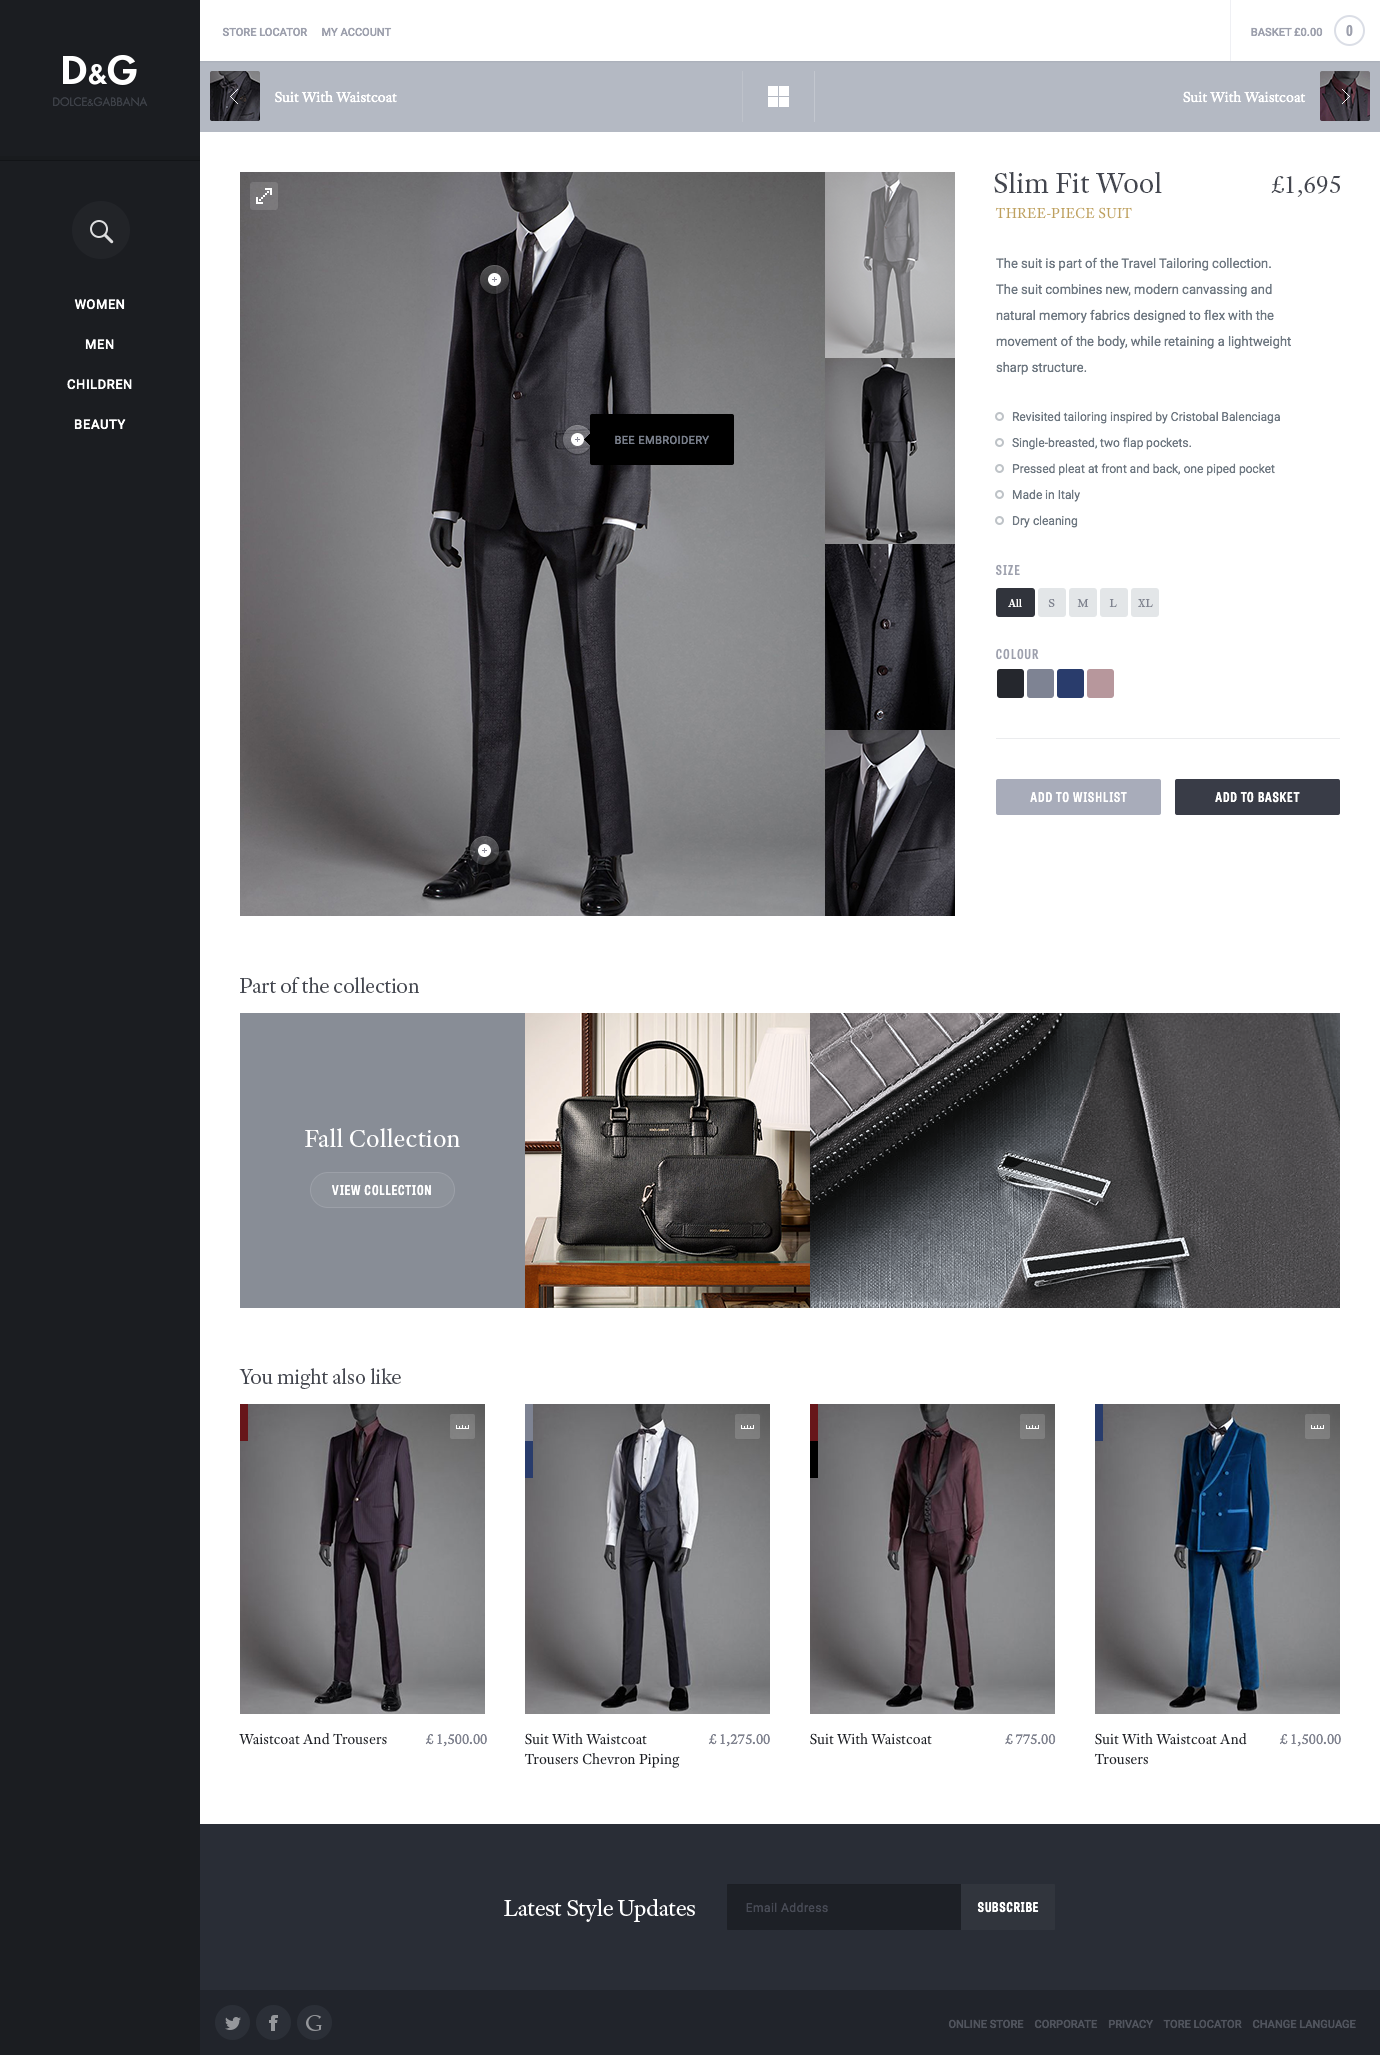 D&G
DOLCE&GABBANA
WOMEN
MEN
CHILDREN
BEAUTY
STORE LOCATOR MY ACCOUNT
BASKET £0.00 0
Suit With Waistcoat
Suit With Waistcoat
Slim Fit Wool £1,695
THREE-PIECE SUIT
The suit is part of the Travel Tailoring collection.
The suit combines new, modern canvassing and
natural memory fabrics designed to flex with the
movement of the body, while retaining a lightweight
sharp structure.
Revisited tailoring inspired by Cristobal Balenciaga
Single-breasted, two flap pockets.
Pressed pleat at front and back, one piped pocket
Made in Italy
Dry cleaning
SIZE
All S M L XL
COLOUR
ADD TO WISHLIST ADD TO BASKET
BEE EMBROIDERY
Part of the collection
Fall Collection
VIEW COLLECTION
You might also like
Waistcoat And Trousers £ 1,500.00
Suit With Waistcoat £ 1,275.00
Trousers Chevron Piping
Suit With Waistcoat £ 775.00
Suit With Waistcoat And £ 1,500.00
Trousers
Latest Style Updates
Email Address
SUBSCRIBE
G
ONLINE STORE CORPORATE PRIVACY TORE LOCATOR CHANGE LANGUAGE